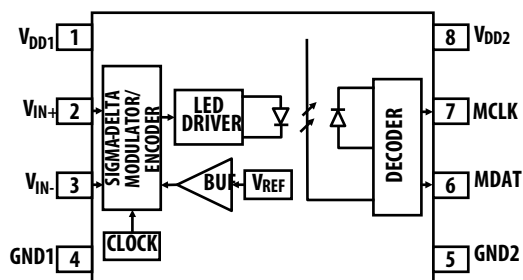 VDD1 1
VIN+ 2
VIN- 3
GND1 4
SIGMA-DELTA
MODULATOR/
ENCODER
LED
DRIVER
BUF
VREF
CLOCK
DECODER
8 VDD2
7 MCLK
6 MDAT
5 GND2